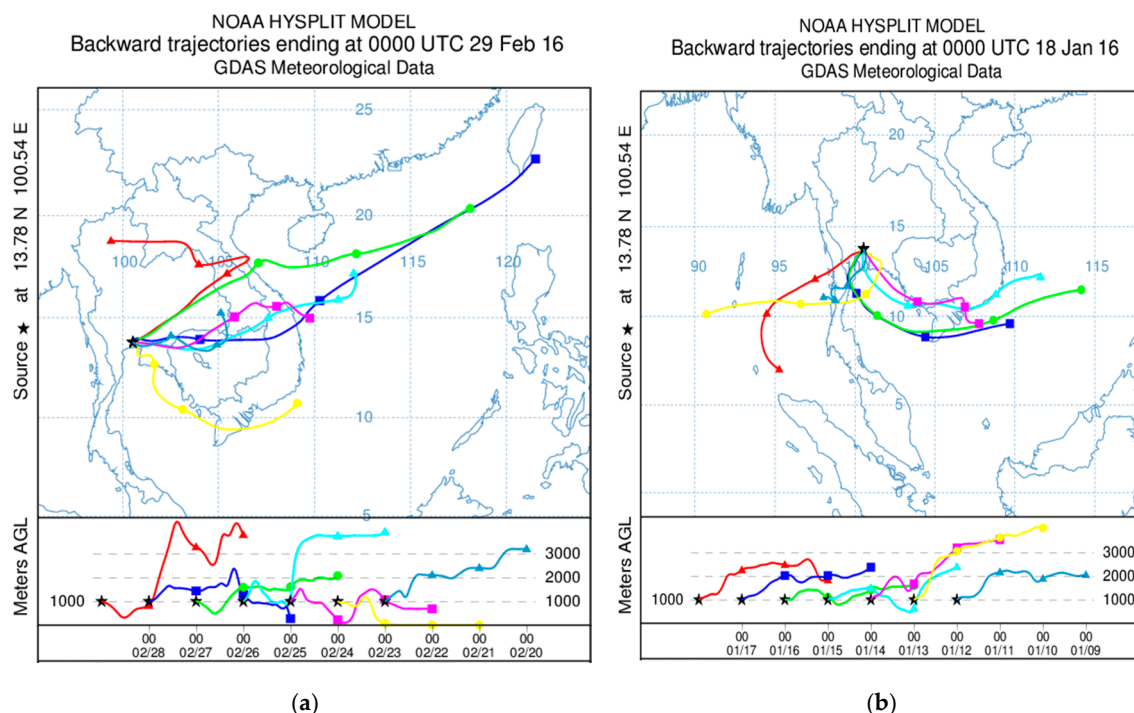 NOAA HYSPLIT MODEL
Backward trajectories ending at 0000 UTC 29 Feb 16
GDAS Meteorological Data
Source ★ at 13.78 N 100.54 E
25
20
100 105 110 115 120
15
10
5
Meters AGL
3000
2000
1000 1000
00 00 00 00 00 00 00 00 00
02/28 02/27 02/26 02/25 02/24 02/23 02/22 02/21 02/20
(a)
NOAA HYSPLIT MODEL
Backward trajectories ending at 0000 UTC 18 Jan 16
GDAS Meteorological Data
Source ★ at 13.78 N 100.54 E
20
15
90 95 100 105 110 115
10
5
Meters AGL
3000
2000
1000 1000
00 00 00 00 00 00 00 00 00
01/17 01/16 01/15 01/14 01/13 01/12 01/11 01/10 01/09
(b)